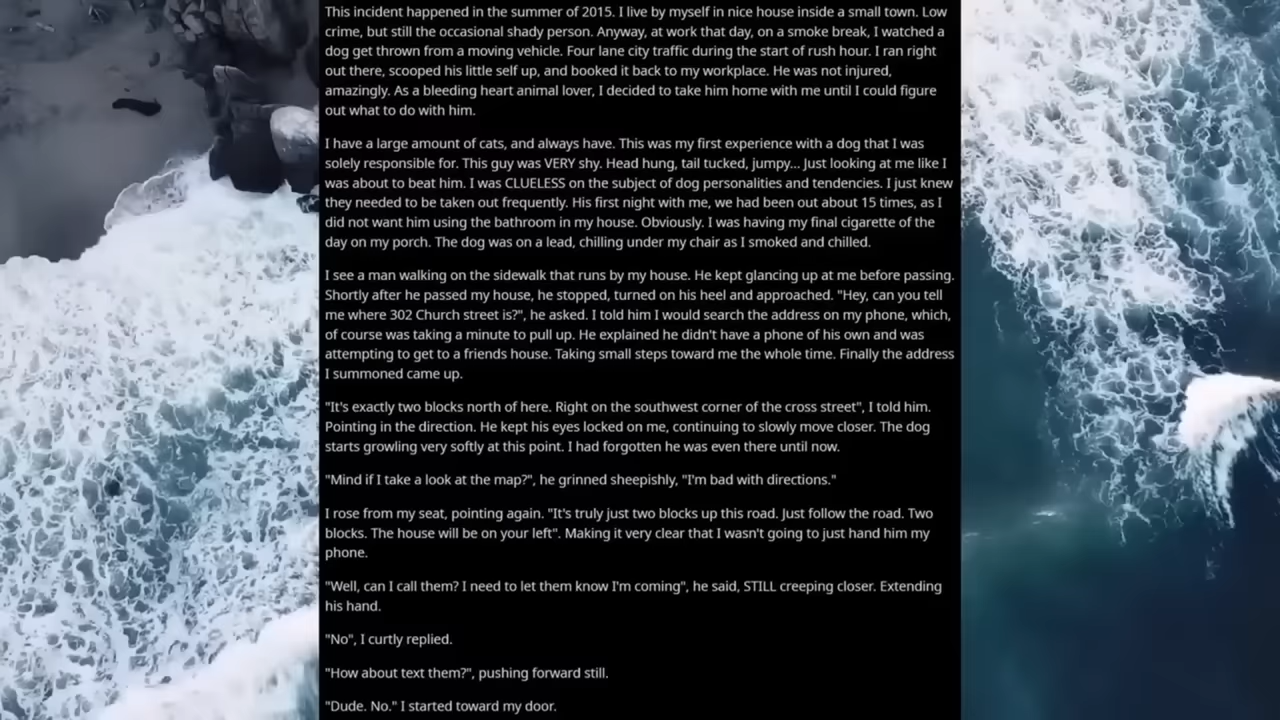 This incident happened in the summer of 2015. I live by myself in nice house inside a small town. Low
crime, but still the occasional shady person. Anyway, at work that day, on a smoke break, I watched a
dog get thrown from a moving vehicle. Four lane city traffic during the start of rush hour. I ran right
out there, scooped his little self up, and booked it back to my workplace. He was not injured,
amazingly. As a bleeding heart animal lover, I decided to take him home with me until I could figure
out what to do with him.
I have a large amount of cats, and always have. This was my first experience with a dog that I was
solely responsible for. This guy was VERY shy. Head hung, tail tucked, jumpy... Just looking at me like I
was about to beat him. I was CLUELESS on the subject of dog personalities and tendencies. I just knew
they needed to be taken out frequently. His first night with me, we had been out about 15 times, as I
did not want him using the bathroom in my house. Obviously. I was having my final cigarette of the
day on my porch. The dog was on a lead, chilling under my chair as I smoked and chilled.
I see a man walking on the sidewalk that runs by my house. He kept glancing up at me before passing.
Shortly after he passed my house, he stopped, turned on his heel and approached. "Hey, can you tell
me where 302 Church street is?", he asked. I told him I would search the address on my phone, which,
of course was taking a minute to pull up. He explained he didn't have a phone of his own and was
attempting to get to a friends house. Taking small steps toward me the whole time. Finally the address
I summoned came up.
"It's exactly two blocks north of here. Right on the southwest corner of the cross street", I told him.
Pointing in the direction. He kept his eyes locked on me, continuing to slowly move closer. The dog
starts growling very softly at this point. I had forgotten he was even there until now.
"Mind if I take a look at the map?", he grinned sheepishly, "I'm bad with directions."
I rose from my seat, pointing again. "It's truly just two blocks up this road. Just follow the road. Two
blocks. The house will be on your left". Making it very clear that I wasn't going to just hand him my
phone.
"Well, can I call them? I need to let them know I'm coming", he said, STILL creeping closer. Extending
his hand.
"No", I curtly replied.
"How about text them?", pushing forward still.
"Dude. No." I started toward my door.